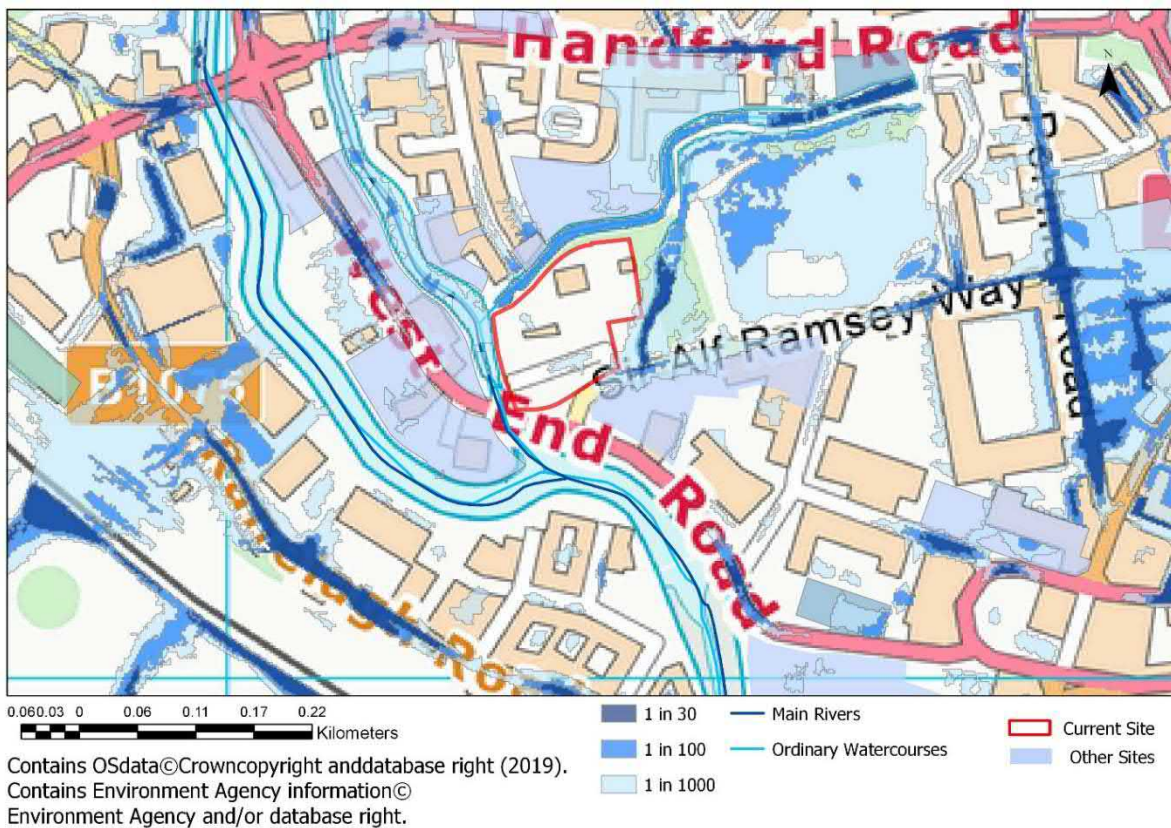 Handford Road
N
West End Road
Sir Alf Ramsey Way
Road
B1075
Ranelagh Ro
0.060.03 0 0.06 0.11 0.17 0.22
Kilometers
1 in 30
1 in 100
1 in 1000
Main Rivers
Ordinary Watercourses
Current Site
Other Sites
Contains OSdata©Crowncopyright anddatabase right (2019).
Contains Environment Agency information©
Environment Agency and/or database right.